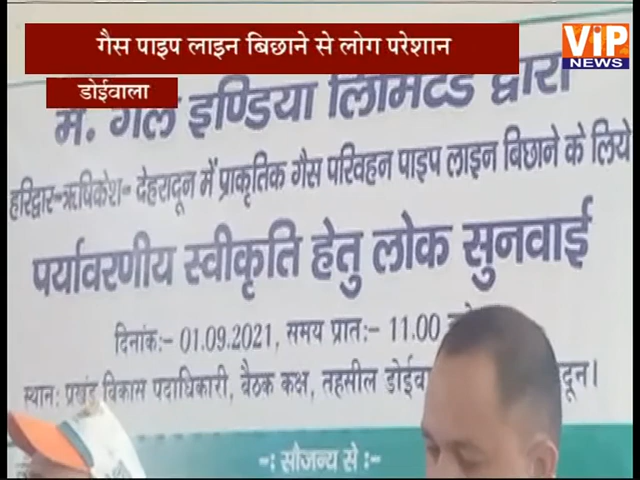 गैस पाइप लाइन बिछाने से लोग परेशान
VIP
NEWS
डोईवाला
मै. गेल इण्डिया लिमिटेड द्वारा
हरिद्वार-ऋषिकेश- देहरादून में प्राकृतिक गैस परिवहन पाइप लाइन बिछाने के लिये
पर्यावरणीय स्वीकृति हेतु लोक सुनवाई
दिनांक:- 01.09.2021, समय प्रात:- 11.00
स्थान: प्रखंड विकास पदाधिकारी, बैठक कक्ष, तहसील
-: सौजन्य से :-